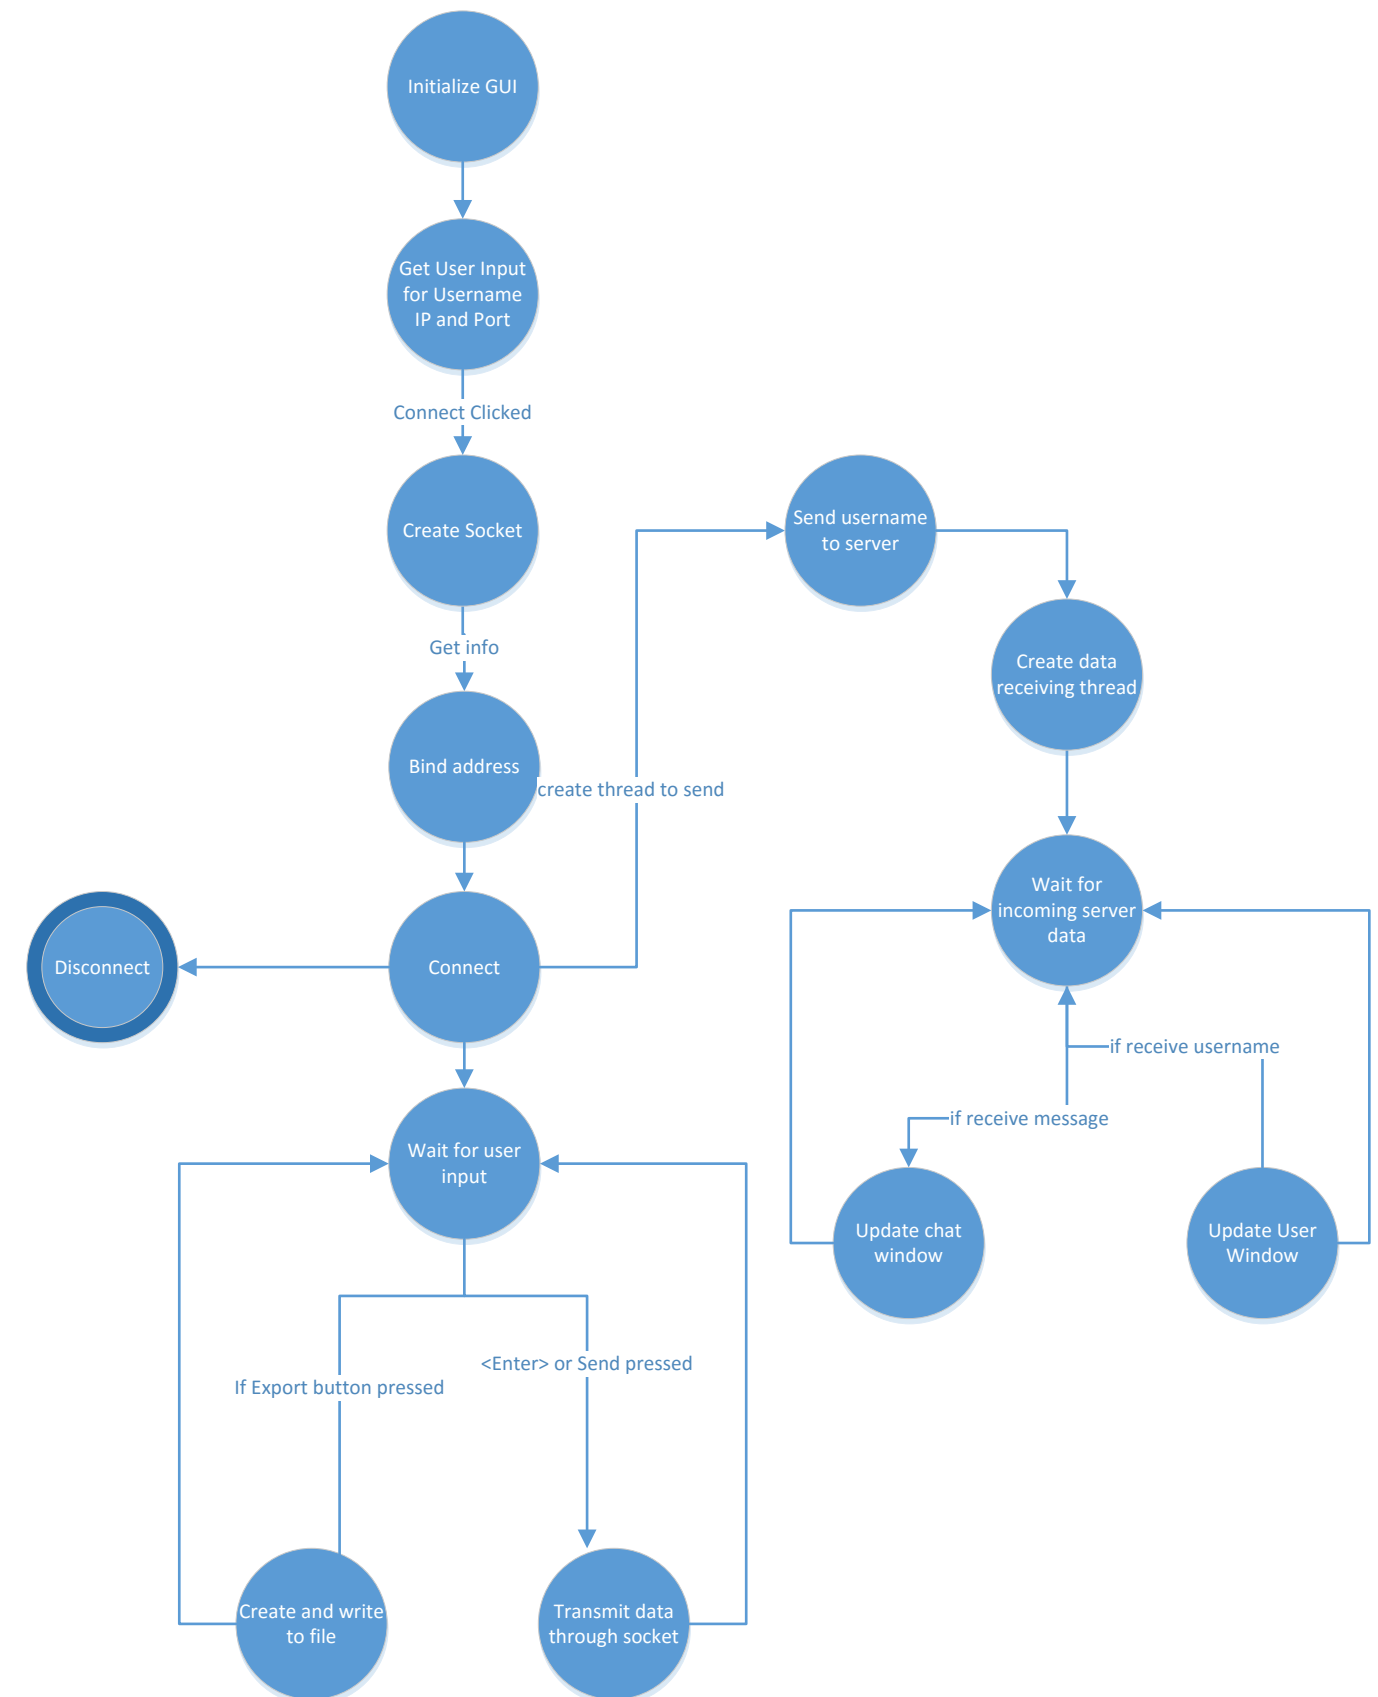 Initialize GUI
Get User Input
for Username
IP and Port
Connect Clicked
Create Socket
Get info
Bind address
create thread to send
Send username
to server
Create data
receiving thread
Wait for
incoming server
data
Disconnect
Connect
if receive username
if receive message
Wait for user
input
Update chat
window
Update User
Window
<Enter> or Send pressed
If Export button pressed
Create and write
to file
Transmit data
through socket